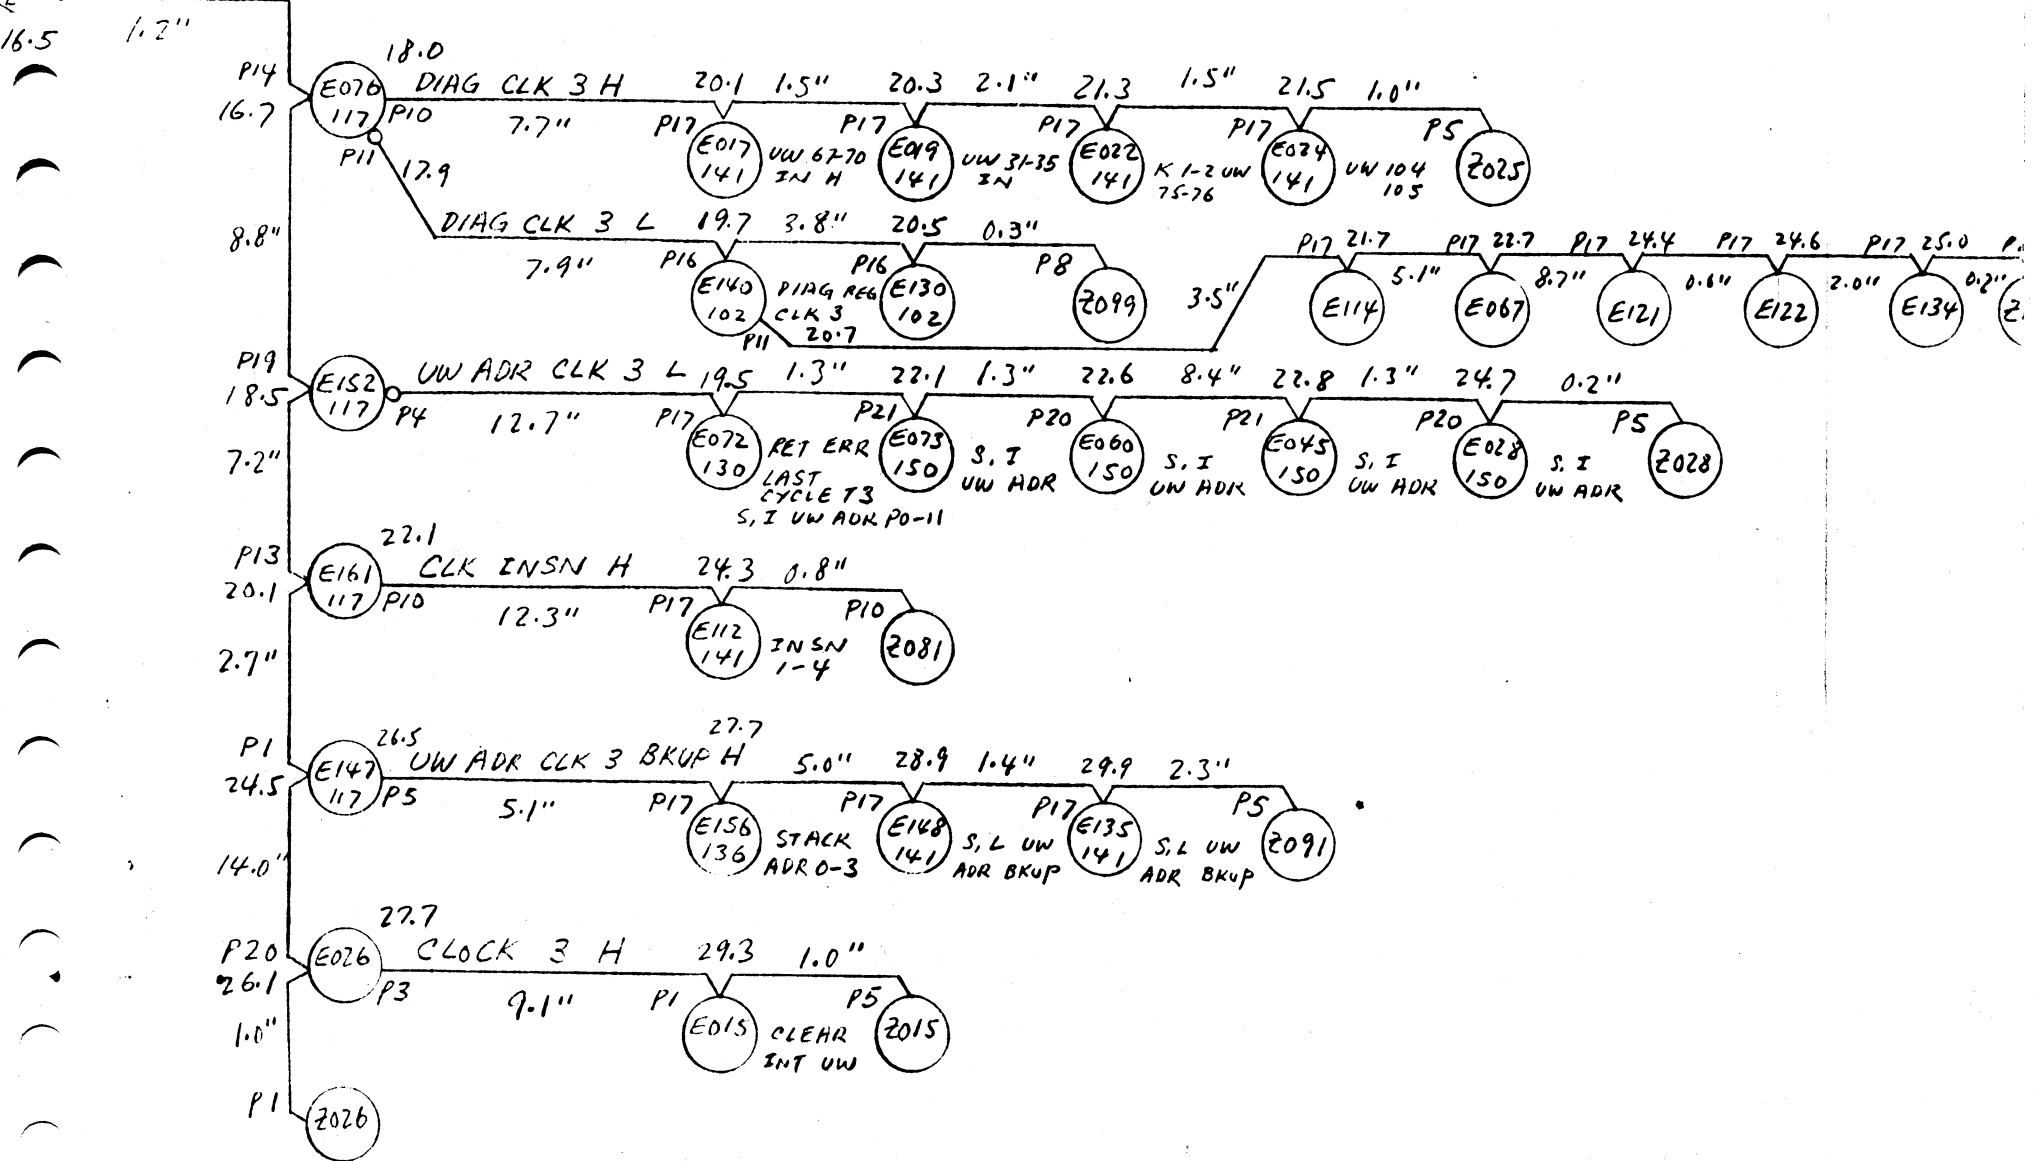 16.5 1.2"
18.0
P14 E076 DIAG CLK 3 H 20.1 1.5" 20.3 2.1" 21.3 1.5" 21.5 1.0"
16.7 117 P10 7.7" P17 P17 P17 P17 P5
E017 UW 67-70 E019 UW 31-35 E022 K 1-2 UW E024 UW 104 Z025
141 IN H 141 IN 141 75-76 141 105
P11 17.9
8.8" DIAG CLK 3 L 19.7 3.8" 20.5 0.3" P17 21.7 P17 22.7 P17 24.4 P17 24.6 P17 25.0
7.9" P16 P16 P8 3.5" 5.1" 8.7" 0.6" 2.0" 0.2"
E140 DIAG REG E130 Z099 E114 E067 E121 E122 E134
102 CLK 3 102
P11 20.7
P19 E152 UW ADR CLK 3 L 19.5 1.3" 22.1 1.3" 22.6 8.4" 22.8 1.3" 24.7 0.2"
18.5 117 P4 12.7" P17 P21 P20 P21 P20 P5
7.2" E072 RET ERR E073 S, I E060 S, I E045 S, I E028 S, I Z028
130 LAST 150 UW ADR 150 UW ADR 150 UW ADR 150 UW ADR
CYCLE T3
S, I UW ADR P0-11
22.1
P13 E161 CLK INSN H 24.3 0.8"
20.1 117 P10 12.3" P17 P10
2.7" E112 INSN Z081
141 1-4
26.5 27.7
P1 E147 UW ADR CLK 3 BKUP H 5.0" 28.9 1.4" 29.9 2.3"
24.5 117 P5 5.1" P17 P17 P17 P5
14.0" E156 STACK E148 S, L UW E135 S, L UW Z091
136 ADR 0-3 141 ADR BKUP 141 ADR BKUP
27.7
P20 E026 CLOCK 3 H 29.3 1.0"
26.1 P3 9.1" P1 P5
1.0" E015 CLEAR Z015
INT UW
P1 Z026